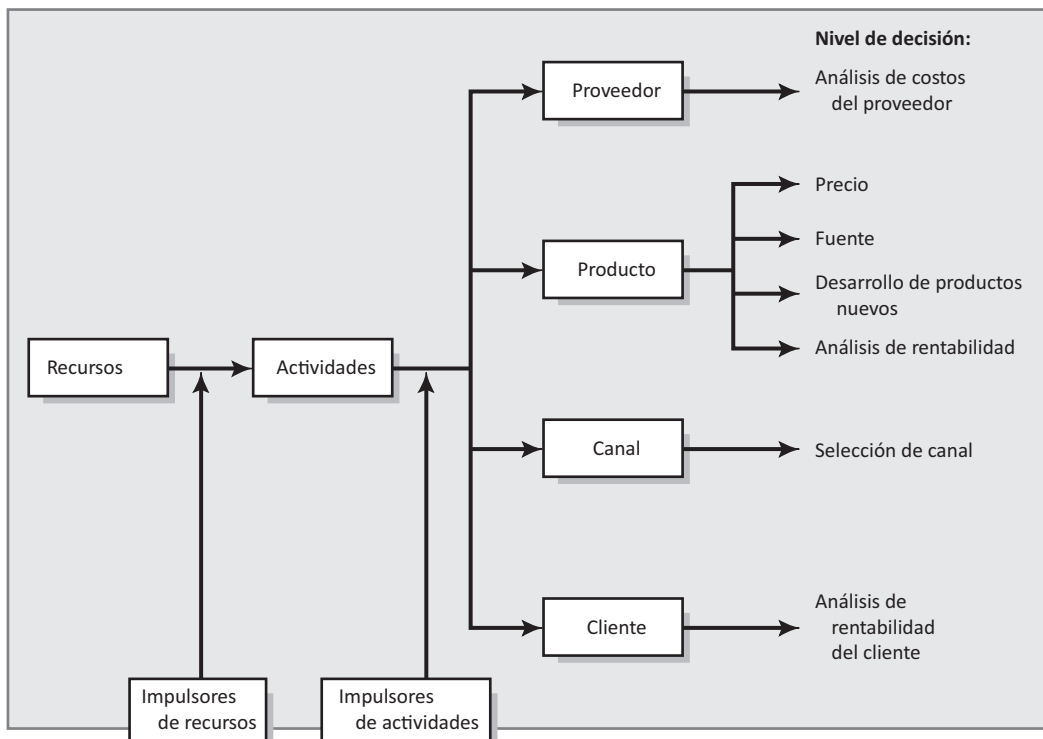 Nivel de decisión:
Proveedor
Análisis de costos
del proveedor
Precio
Fuente
Producto
Desarrollo de productos
nuevos
Análisis de rentabilidad
Recursos
Actividades
Canal
Selección de canal
Cliente
Análisis de
rentabilidad
del cliente
Impulsores
de recursos
Impulsores
de actividades